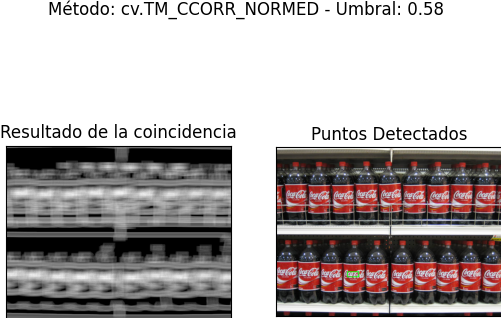 Método: cv.TM_CCORR_NORMED - Umbral: 0.58
Resultado de la coincidencia
Puntos Detectados